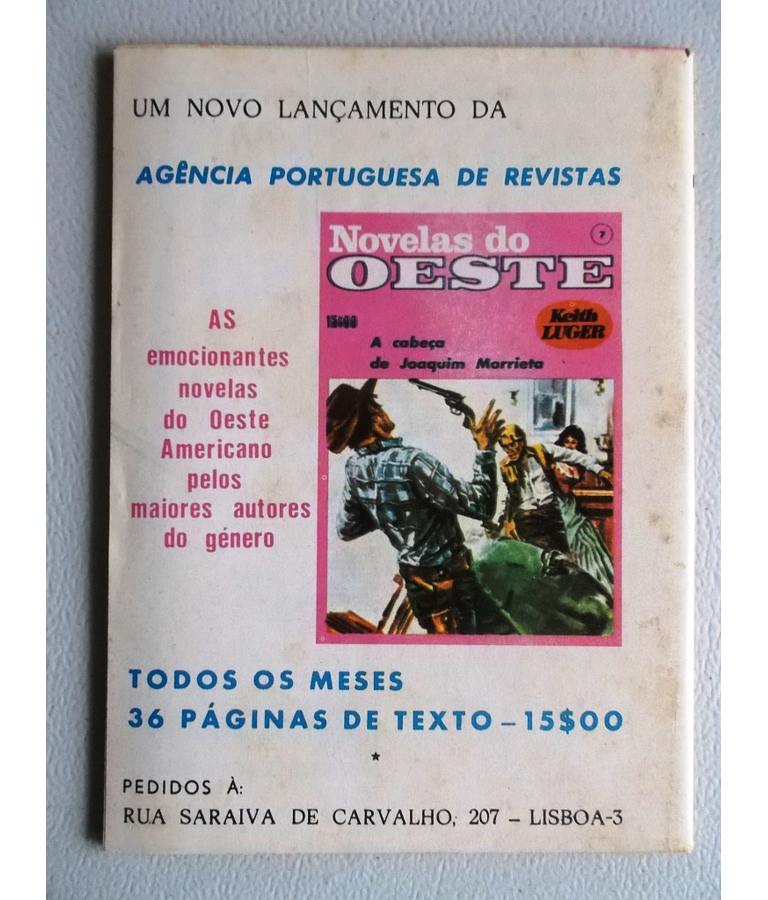 UM NOVO LANÇAMENTO DA
AGÊNCIA PORTUGUESA DE REVISTAS
Novelas do
7
OESTE
15$00
Keith
LUGER
A cabeça
de Joaquim Morrieta
AS
emocionantes
novelas
do Oeste
Americano
pelos
maiores autores
do género
TODOS OS MESES
36 PÁGINAS DE TEXTO – 15$00
*
PEDIDOS À:
RUA SARAIVA DE CARVALHO, 207 – LISBOA-3